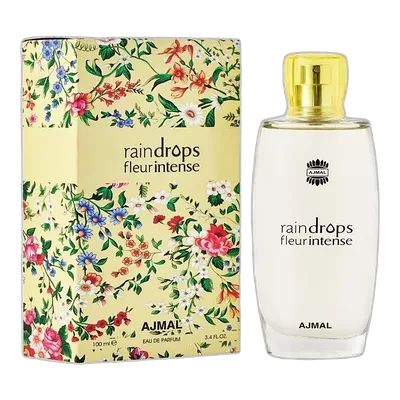 raindrops
fleurintense
AJMAL
100 ml e EAU DE PARFUM 3.4 FL.OZ.
AJMAL
raindrops
fleurintense
AJMAL